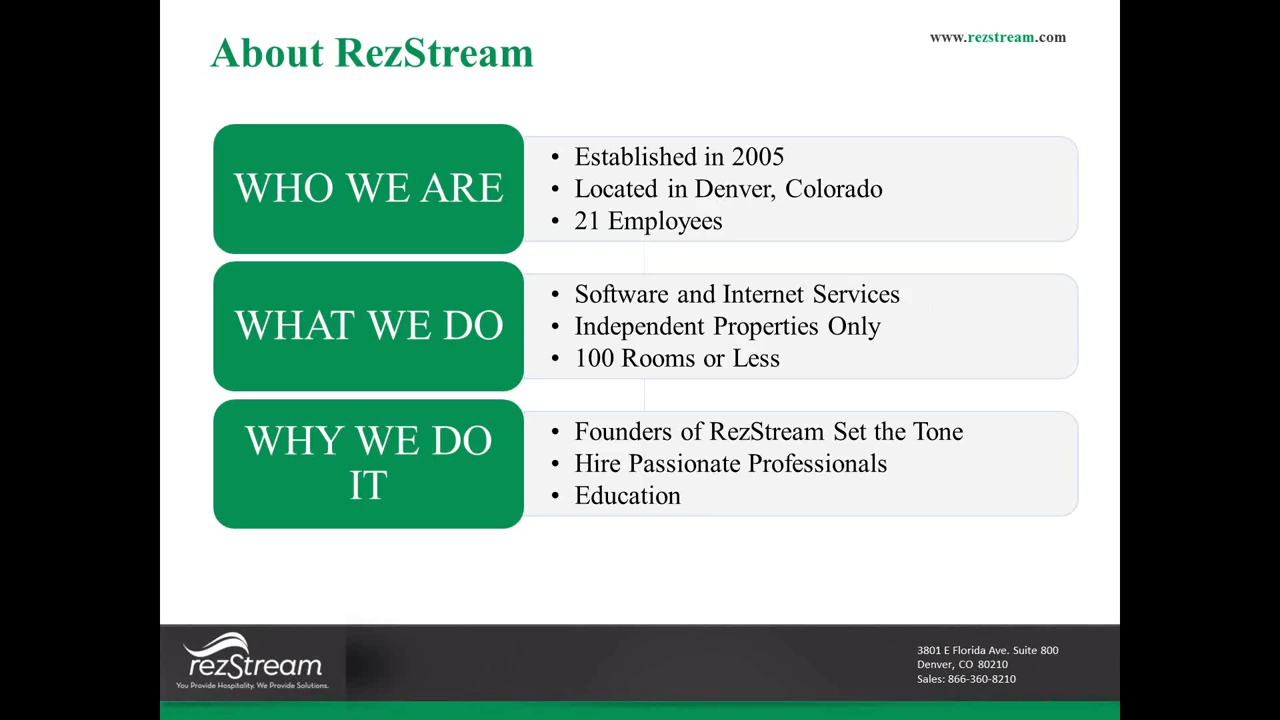 About RezStream
www.rezstream.com
WHO WE ARE
• Established in 2005
• Located in Denver, Colorado
• 21 Employees
WHAT WE DO
• Software and Internet Services
• Independent Properties Only
• 100 Rooms or Less
WHY WE DO
IT
• Founders of RezStream Set the Tone
• Hire Passionate Professionals
• Education
rezStream
You Provide Hospitality. We Provide Solutions.
3801 E Florida Ave. Suite 800
Denver, CO 80210
Sales: 866-360-8210